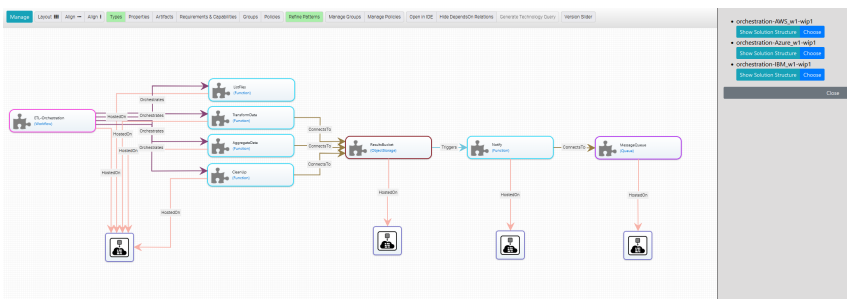 Manage Layout Align Align Types Properties Artifacts Requirements & Capabilities Groups Policies Refine Patterns Manage Groups Manage Policies Open in IDE Hide DependsOn Relations Generate Technology Query Version Slider
orchestration-AWS_w1-wip1
Show Solution Structure Choose
orchestration-Azure_w1-wip1
Show Solution Structure Choose
orchestration-IBM_w1-wip1
Show Solution Structure Choose
Close
ListFiles
(Function)
Orchestrates
ETL-Orchestration
(Workflow)
HostedOn
Orchestrates
TransformData
(Function)
ConnectsTo
HostedOn
Orchestrates
HostedOn
Orchestrates
AggregateData
(Function)
ConnectsTo
ResultsBucket
(ObjectStorage)
Triggers
Notify
(Function)
ConnectsTo
MessageQueue
(Queue)
ConnectsTo
HostedOn
CleanUp
(Function)
HostedOn
HostedOn
HostedOn
HostedOn